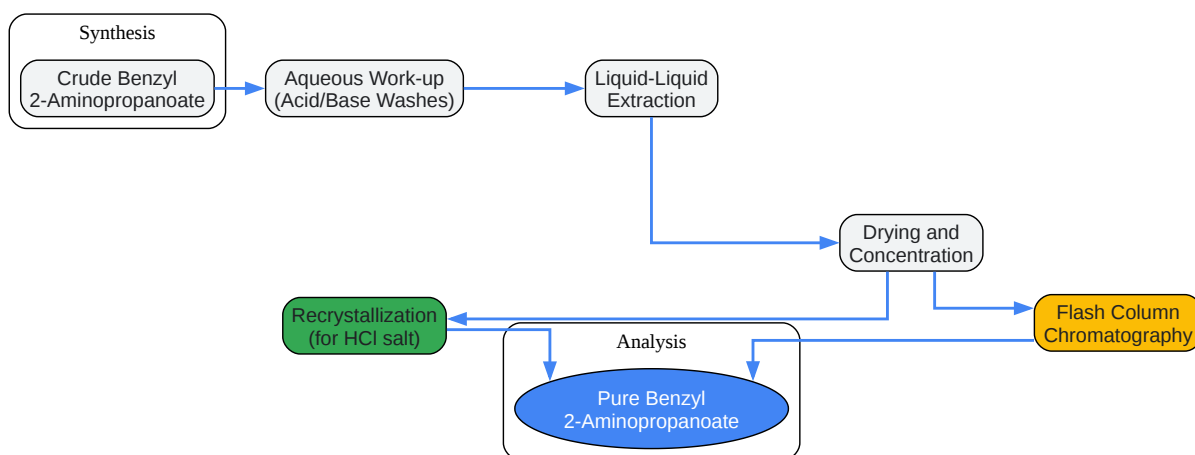 Synthesis
Crude Benzyl
2-Aminopropanoate
Aqueous Work-up
(Acid/Base Washes)
Liquid-Liquid
Extraction
Drying and
Concentration
Recrystallization
(for HCl salt)
Flash Column
Chromatography
Analysis
Pure Benzyl
2-Aminopropanoate